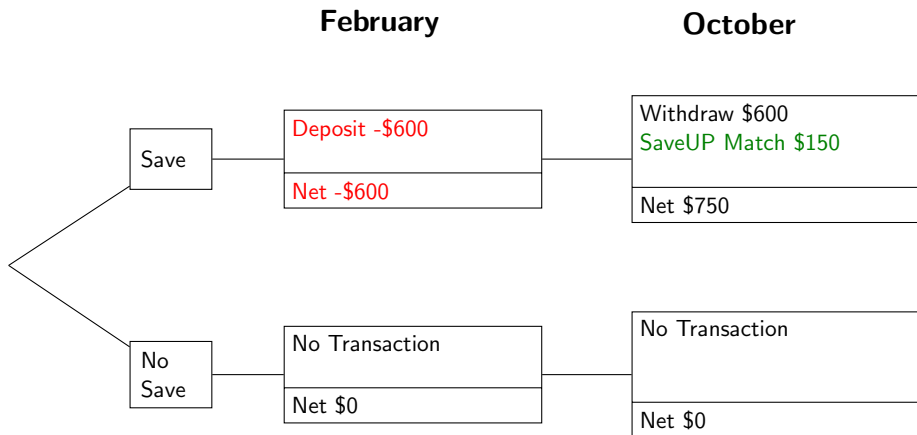 February
October
Save
Deposit -$600
Net -$600
Withdraw $600
SaveUP Match $150
Net $750
No
Save
No Transaction
Net $0
No Transaction
Net $0